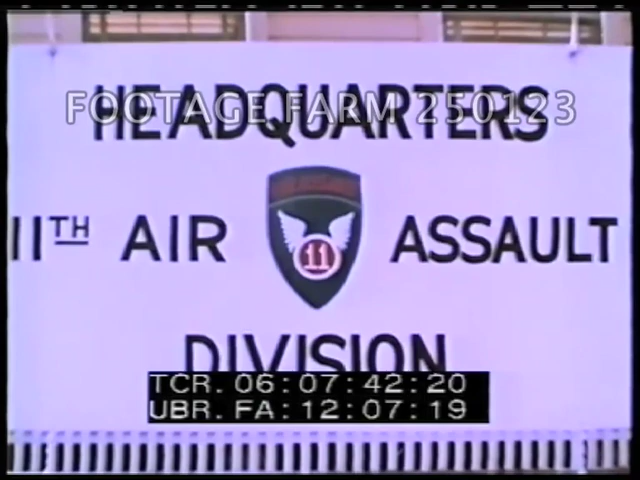 HEADQUARTERS
FOOTAGE FARM 250123
11TH AIR ASSAULT
11
DIVISION
TCR. 06:07:42:20
UBR. FA: 12:07:19